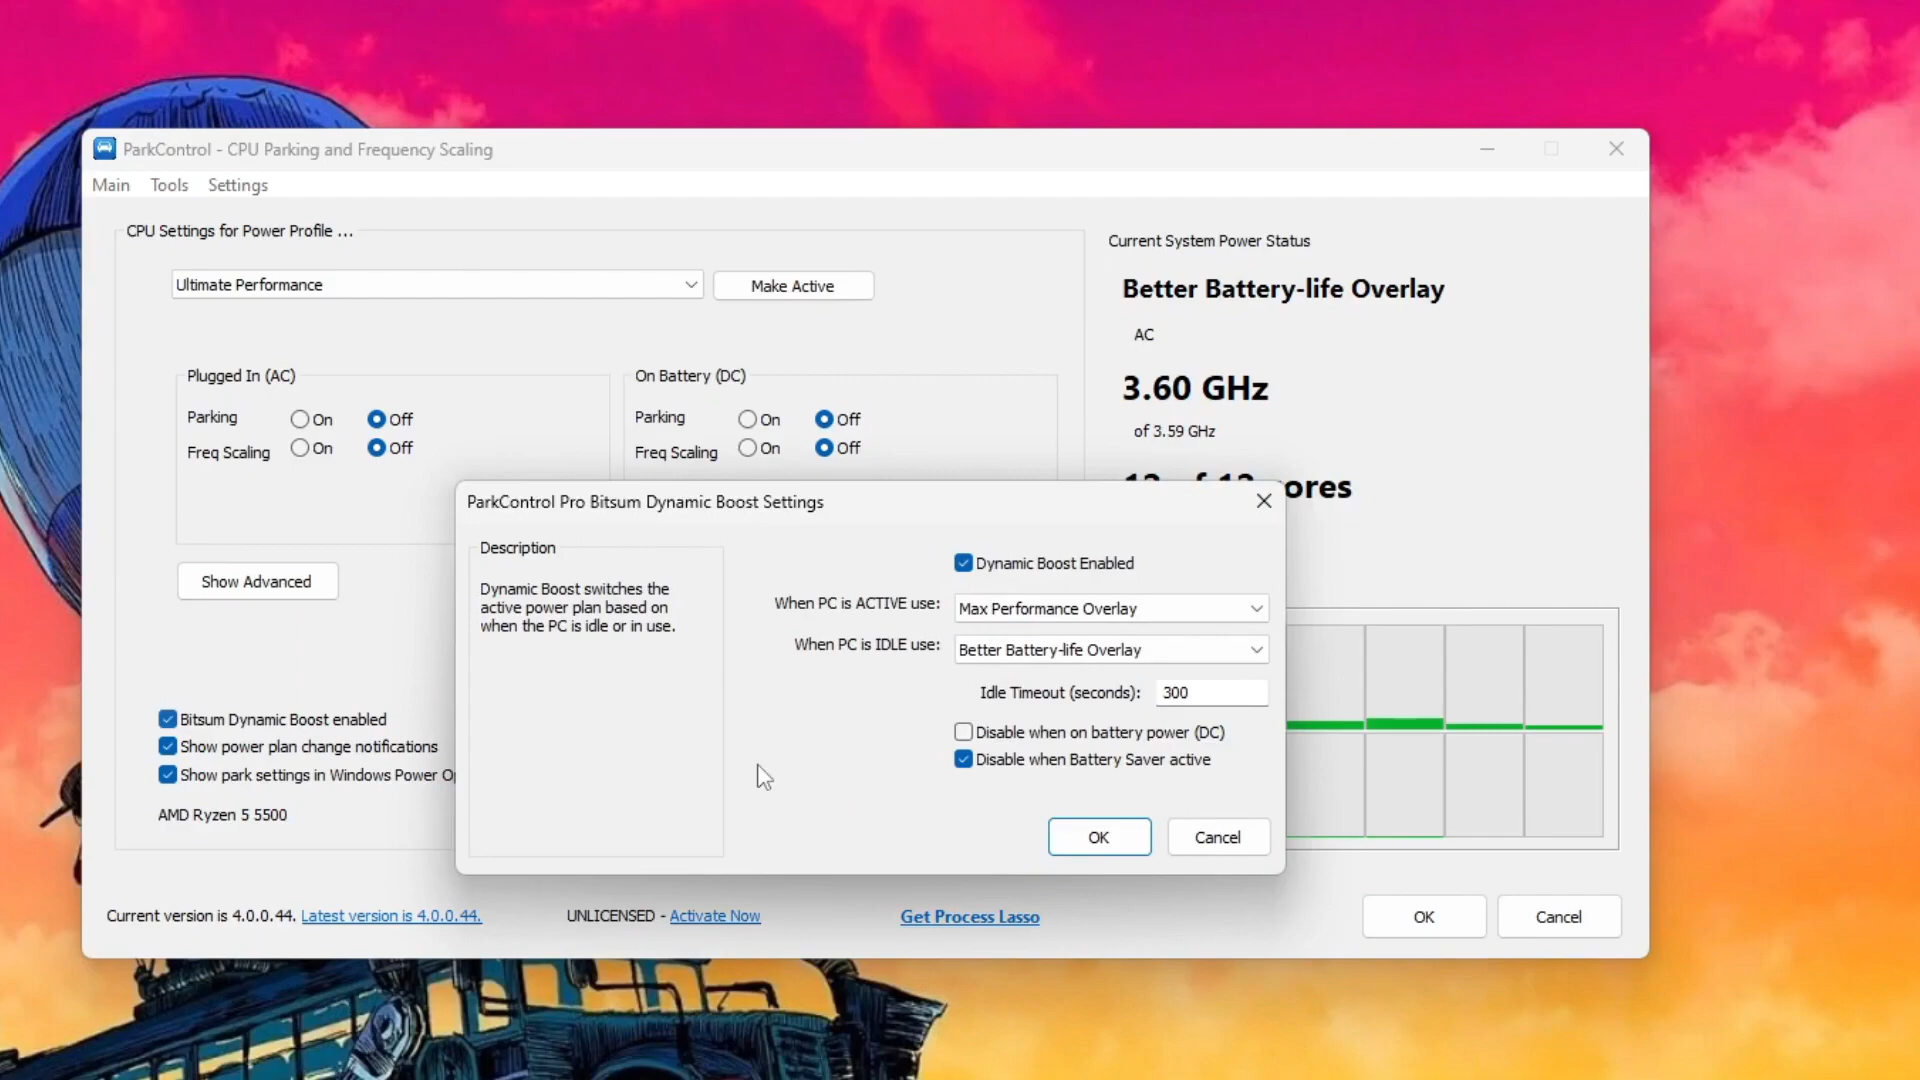 ParkControl - CPU Parking and Frequency Scaling
Main Tools Settings
CPU Settings for Power Profile ...
Ultimate Performance
Make Active
Plugged In (AC)
Parking On Off
Freq Scaling On Off
On Battery (DC)
Parking On Off
Freq Scaling On Off
Show Advanced
Bitsum Dynamic Boost enabled
Show power plan change notifications
Show park settings in Windows Power
AMD Ryzen 5 5500
Current System Power Status
Better Battery-life Overlay
AC
3.60 GHz
of 3.59 GHz
ParkControl Pro Bitsum Dynamic Boost Settings
Description
Dynamic Boost switches the
active power plan based on
when the PC is idle or in use.
Dynamic Boost Enabled
When PC is ACTIVE use: Max Performance Overlay
When PC is IDLE use: Better Battery-life Overlay
Idle Timeout (seconds): 300
Disable when on battery power (DC)
Disable when Battery Saver active
OK Cancel
Current version is 4.0.0.44. Latest version is 4.0.0.44.
UNLICENSED - Activate Now
Get Process Lasso
OK Cancel